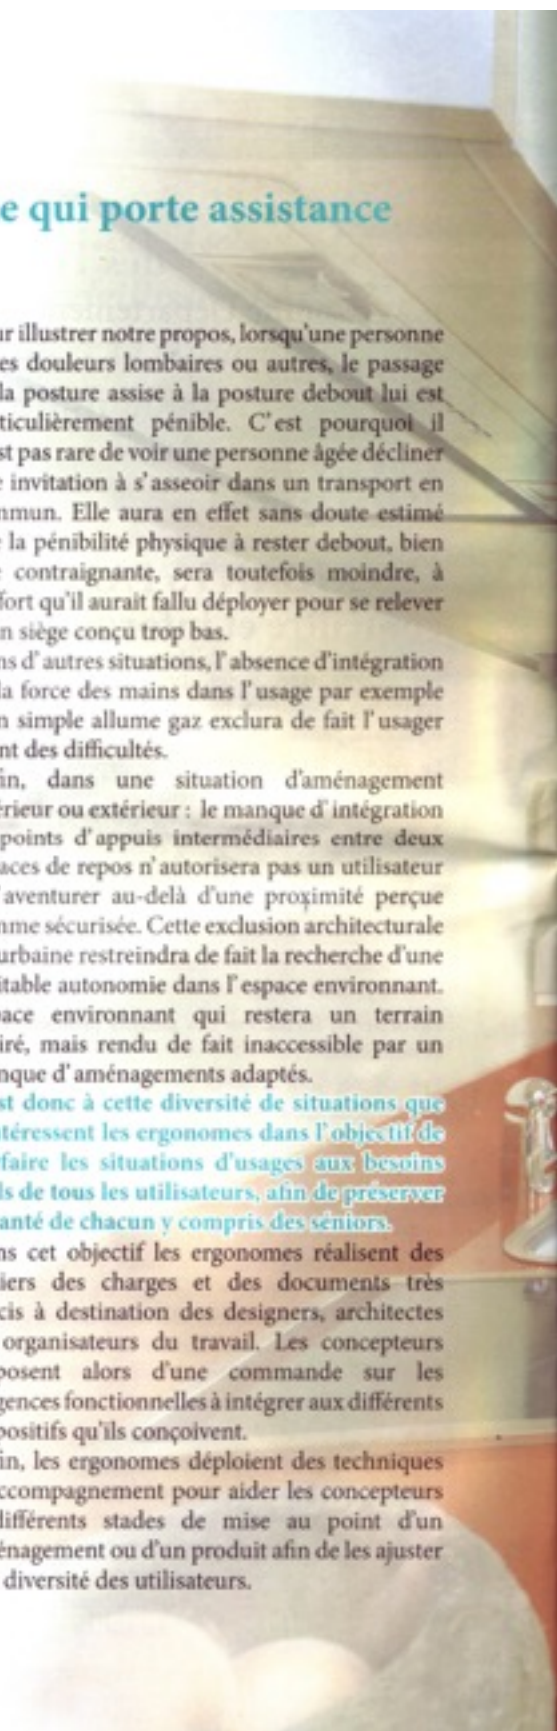 e qui porte assistance
ur illustrer notre propos, lorsqu'une personne
es douleurs lombaires ou autres, le passage
la posture assise à la posture debout lui est
ticulièrement pénible. C'est pourquoi il
st pas rare de voir une personne âgée décliner
e invitation à s'asseoir dans un transport en
mmun. Elle aura en effet sans doute estimé
e la pénibilité physique à rester debout, bien
e contraignante, sera toutefois moindre, à
fort qu'il aurait fallu déployer pour se relever
n siège conçu trop bas.
ns d'autres situations, l'absence d'intégration
la force des mains dans l'usage par exemple
n simple allume gaz exclura de fait l'usager
nt des difficultés.
in, dans une situation d'aménagement
érieur ou extérieur : le manque d'intégration
points d'appuis intermédiaires entre deux
aces de repos n'autorisera pas un utilisateur
'aventurer au-delà d'une proximité perçue
mme sécurisée. Cette exclusion architecturale
urbaine restreindra de fait la recherche d'une
itable autonomie dans l'espace environnant.
ace environnant qui restera un terrain
iré, mais rendu de fait inaccessible par un
nque d'aménagements adaptés.
st donc à cette diversité de situations que
ntéressent les ergonomes dans l'objectif de
faire les situations d'usages aux besoins
ls de tous les utilisateurs, afin de préserver
anté de chacun y compris des séniors.
ns cet objectif les ergonomes réalisent des
iers des charges et des documents très
cis à destination des designers, architectes
organisateurs du travail. Les concepteurs
posent alors d'une commande sur les
gences fonctionnelles à intégrer aux différents
positifs qu'ils conçoivent.
in, les ergonomes déploient des techniques
ccompagnement pour aider les concepteurs
différents stades de mise au point d'un
énagement ou d'un produit afin de les ajuster
diversité des utilisateurs.